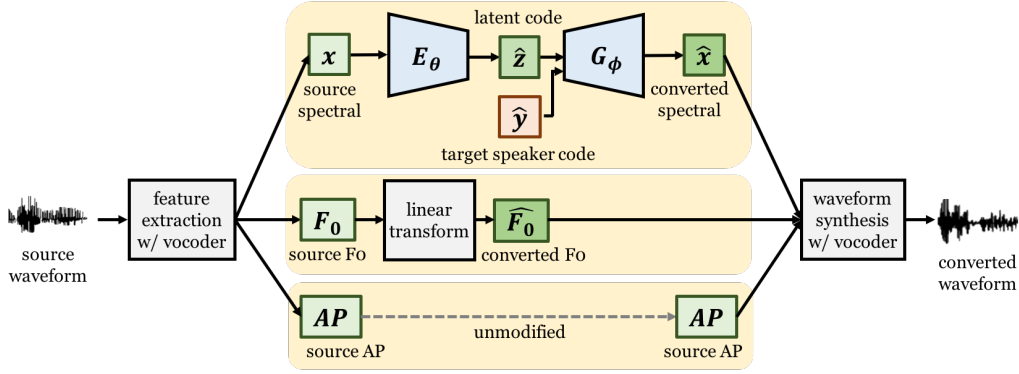 latent code
x
E_θ
ẑ
G_ϕ
x̂
source
spectral
ŷ
converted
spectral
target speaker code
source
waveform
feature
extraction
w/ vocoder
F_0
linear
transform
F̂_0
source F0
converted F0
waveform
synthesis
w/ vocoder
converted
waveform
AP
unmodified
AP
source AP
source AP